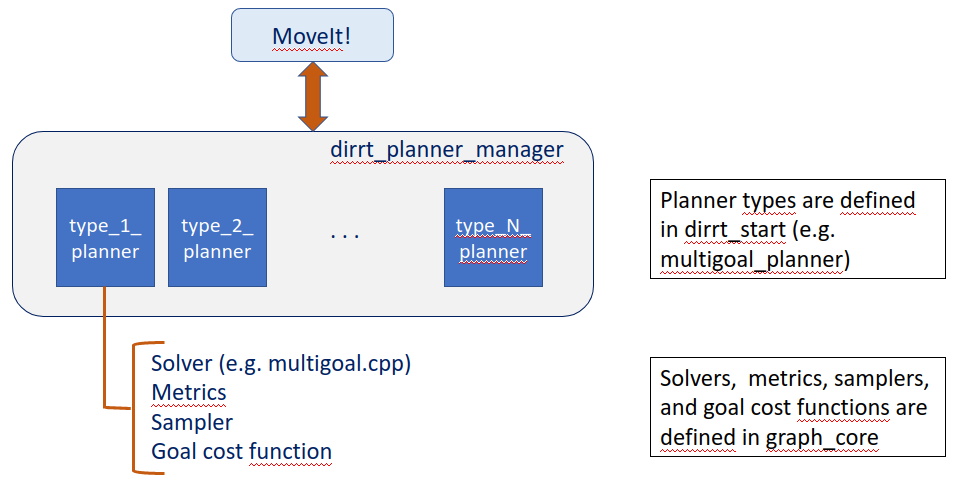 MoveIt!
dirrt_planner_manager
type_1_
planner
type_2_
planner
. . .
type_N_
planner
Planner types are defined
in dirrt_start (e.g.
multigoal_planner)
Solver (e.g. multigoal.cpp)
Metrics
Sampler
Goal cost function
Solvers,  metrics, samplers,
and goal cost functions are
defined in graph_core